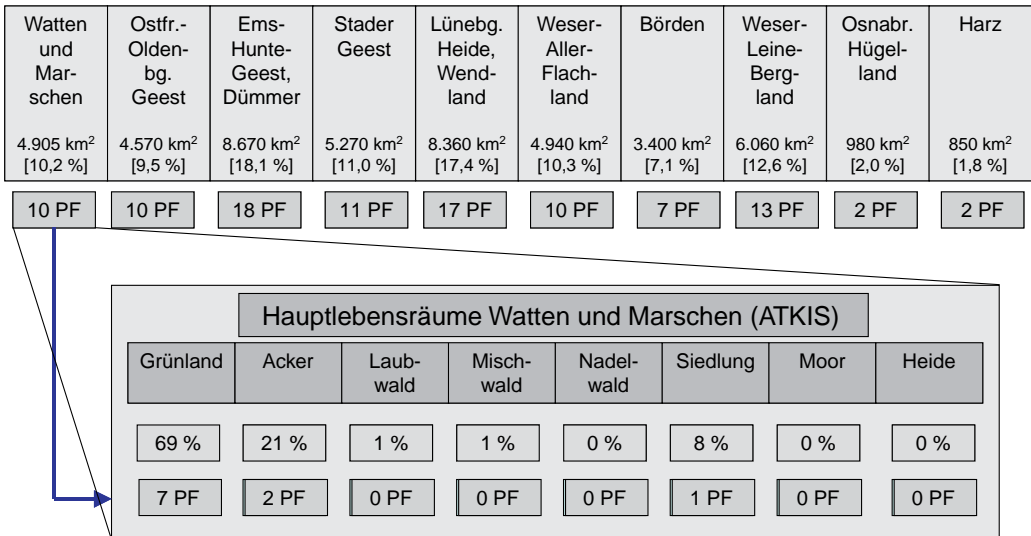 Watten
und
Mar-
schen
4.905 km²
[10,2 %]
Ostfr.-
Olden-
bg.
Geest
4.570 km²
[9,5 %]
Ems-
Hunte-
Geest,
Dümmer
8.670 km²
[18,1 %]
Stader
Geest
5.270 km²
[11,0 %]
Lünebg.
Heide,
Wend-
land
8.360 km²
[17,4 %]
Weser-
Aller-
Flach-
land
4.940 km²
[10,3 %]
Börden
3.400 km²
[7,1 %]
Weser-
Leine-
Berg-
land
6.060 km²
[12,6 %]
Osnabr.
Hügel-
land
980 km²
[2,0 %]
Harz
850 km²
[1,8 %]
10 PF
10 PF
18 PF
11 PF
17 PF
10 PF
7 PF
13 PF
2 PF
2 PF
Hauptlebensräume Watten und Marschen (ATKIS)
Grünland
Acker
Laub-
wald
Misch-
wald
Nadel-
wald
Siedlung
Moor
Heide
69 %
21 %
1 %
1 %
0 %
8 %
0 %
0 %
7 PF
2 PF
0 PF
0 PF
0 PF
1 PF
0 PF
0 PF